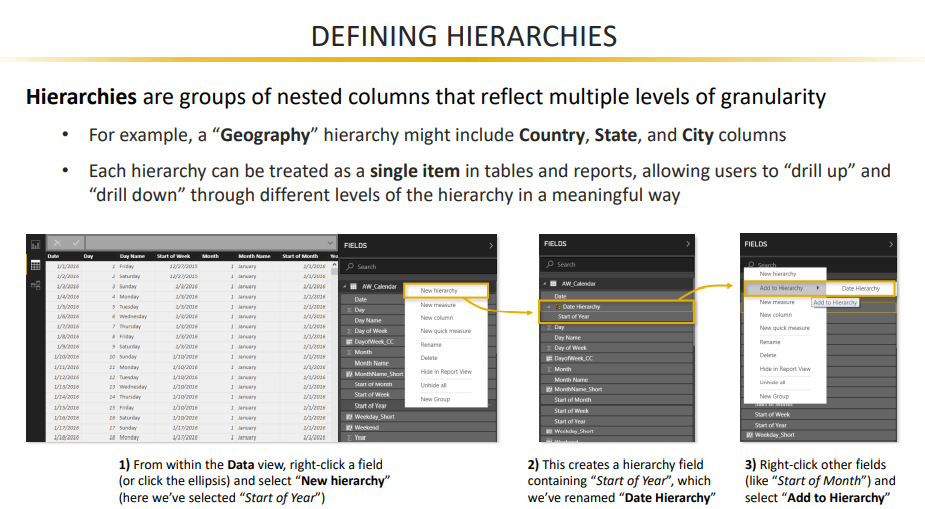 DEFINING HIERARCHIES
Hierarchies are groups of nested columns that reflect multiple levels of granularity
• For example, a “Geography” hierarchy might include Country, State, and City columns
• Each hierarchy can be treated as a single item in tables and reports, allowing users to “drill up” and
“drill down” through different levels of the hierarchy in a meaningful way
Date Day Day Name Start of Week Month Month Name Start of Month
1/1/2016 1 Friday 12/27/2015 1 January 1/1/2016
1/2/2016 2 Saturday 12/27/2015 1 January 1/1/2016
1/3/2016 3 Sunday 1/3/2016 1 January 1/1/2016
1/4/2016 4 Monday 1/3/2016 1 January 1/1/2016
1/5/2016 5 Tuesday 1/3/2016 1 January 1/1/2016
1/6/2016 6 Wednesday 1/3/2016 1 January 1/1/2016
1/7/2016 7 Thursday 1/3/2016 1 January 1/1/2016
1/8/2016 8 Friday 1/3/2016 1 January 1/1/2016
1/9/2016 9 Saturday 1/3/2016 1 January 1/1/2016
1/10/2016 10 Sunday 1/10/2016 1 January 1/1/2016
1/11/2016 11 Monday 1/10/2016 1 January 1/1/2016
1/12/2016 12 Tuesday 1/10/2016 1 January 1/1/2016
1/13/2016 13 Wednesday 1/10/2016 1 January 1/1/2016
1/14/2016 14 Thursday 1/10/2016 1 January 1/1/2016
1/15/2016 15 Friday 1/10/2016 1 January 1/1/2016
1/16/2016 16 Saturday 1/10/2016 1 January 1/1/2016
1/17/2016 17 Sunday 1/17/2016 1 January 1/1/2016
1/18/2016 18 Monday 1/17/2016 1 January 1/1/2016
FIELDS
Search
AW_Calendar
Date
Day
Day Name
Day of Week
DayofWeek_CC
Month
Month Name
MonthName_Short
Start of Month
Start of Week
Start of Year
Weekday_Short
Weekend
Year
New hierarchy
New measure
New column
New quick measure
Rename
Delete
Hide in Report View
Unhide all
New Group
FIELDS
Search
AW_Calendar
Date
Date Hierarchy
Start of Year
Day
Day Name
Day of Week
DayofWeek_CC
Month
Month Name
MonthName_Short
Start of Month
Start of Week
Start of Year
Weekday_Short
Weekend
FIELDS
Search
New hierarchy
Add to Hierarchy
Date Hierarchy
New measure
Add to Hierarchy
New column
New quick measure
Rename
Delete
Hide in Report View
Unhide all
New Group
Start of Month
Start of Week
Start of Year
Weekday_Short
1) From within the Data view, right-click a field
(or click the ellipsis) and select “New hierarchy”
(here we’ve selected “Start of Year”)
2) This creates a hierarchy field
containing “Start of Year”, which
we’ve renamed “Date Hierarchy”
3) Right-click other fields
(like “Start of Month”) and
select “Add to Hierarchy”